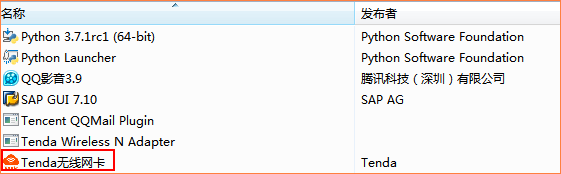 名称 发布者
Python 3.7.1rc1 (64-bit) Python Software Foundation
Python Launcher Python Software Foundation
QQ影音3.9 腾讯科技（深圳）有限公司
SAP GUI 7.10 SAP AG
Tencent QQMail Plugin
Tenda Wireless N Adapter
Tenda无线网卡 Tenda